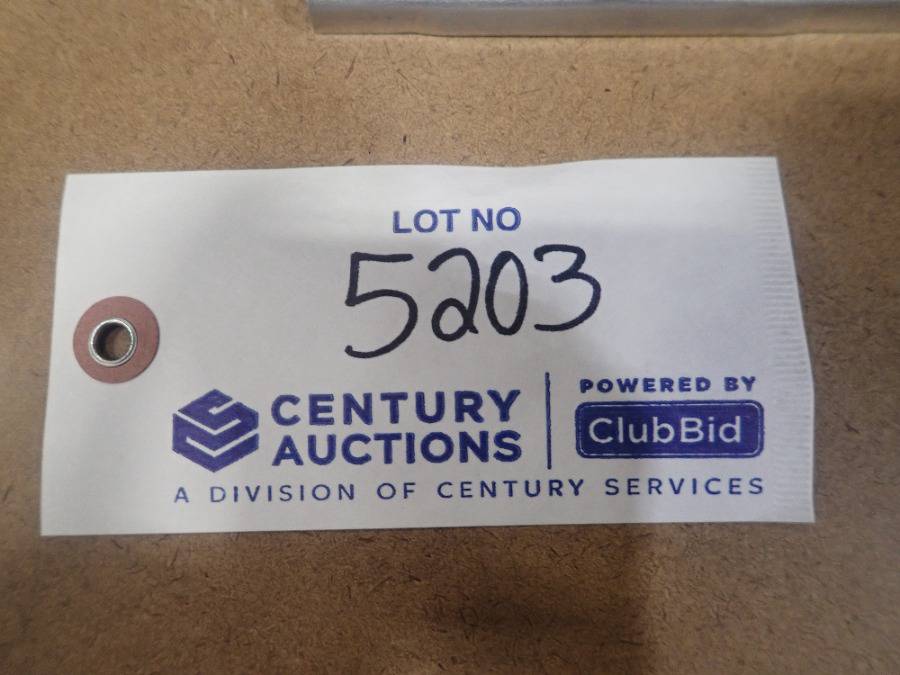 LOT NO
5203
CENTURY
AUCTIONS
POWERED BY
ClubBid
A DIVISION OF CENTURY SERVICES